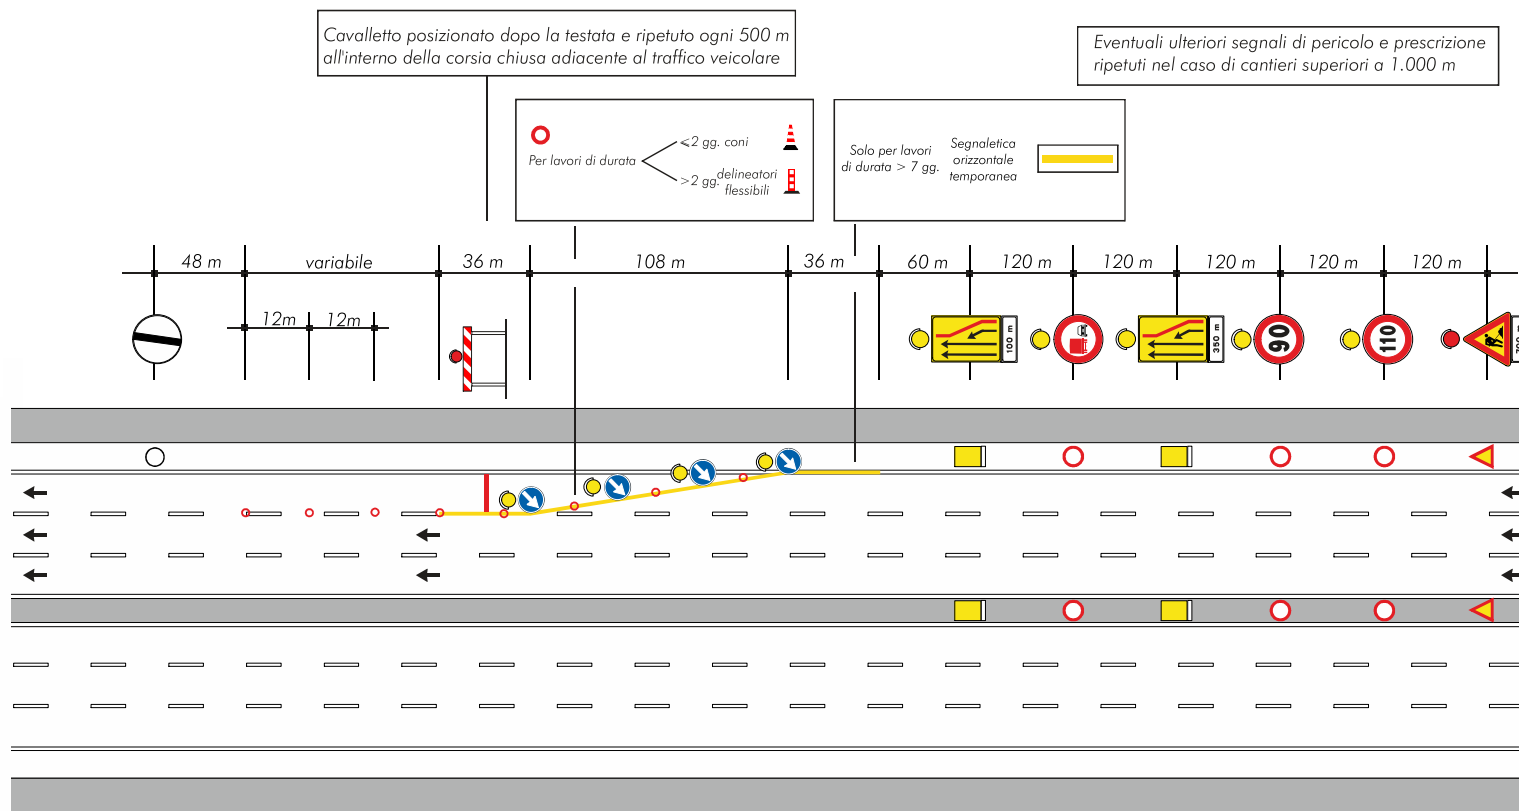 Cavalletto posizionato dopo la testata e ripetuto ogni 500 m
all'interno della corsia chiusa adiacente al traffico veicolare
Eventuali ulteriori segnali di pericolo e prescrizione
ripetuti nel caso di cantieri superiori a 1.000 m
Per lavori di durata
⩽2 gg. coni
>2 gg. delineatori
flessibili
Solo per lavori
di durata > 7 gg.
Segnaletica
orizzontale
temporanea
48 m
variabile
36 m
108 m
36 m
60 m
120 m
120 m
120 m
120 m
120 m
12m
12m
100 m
350 m
90
110